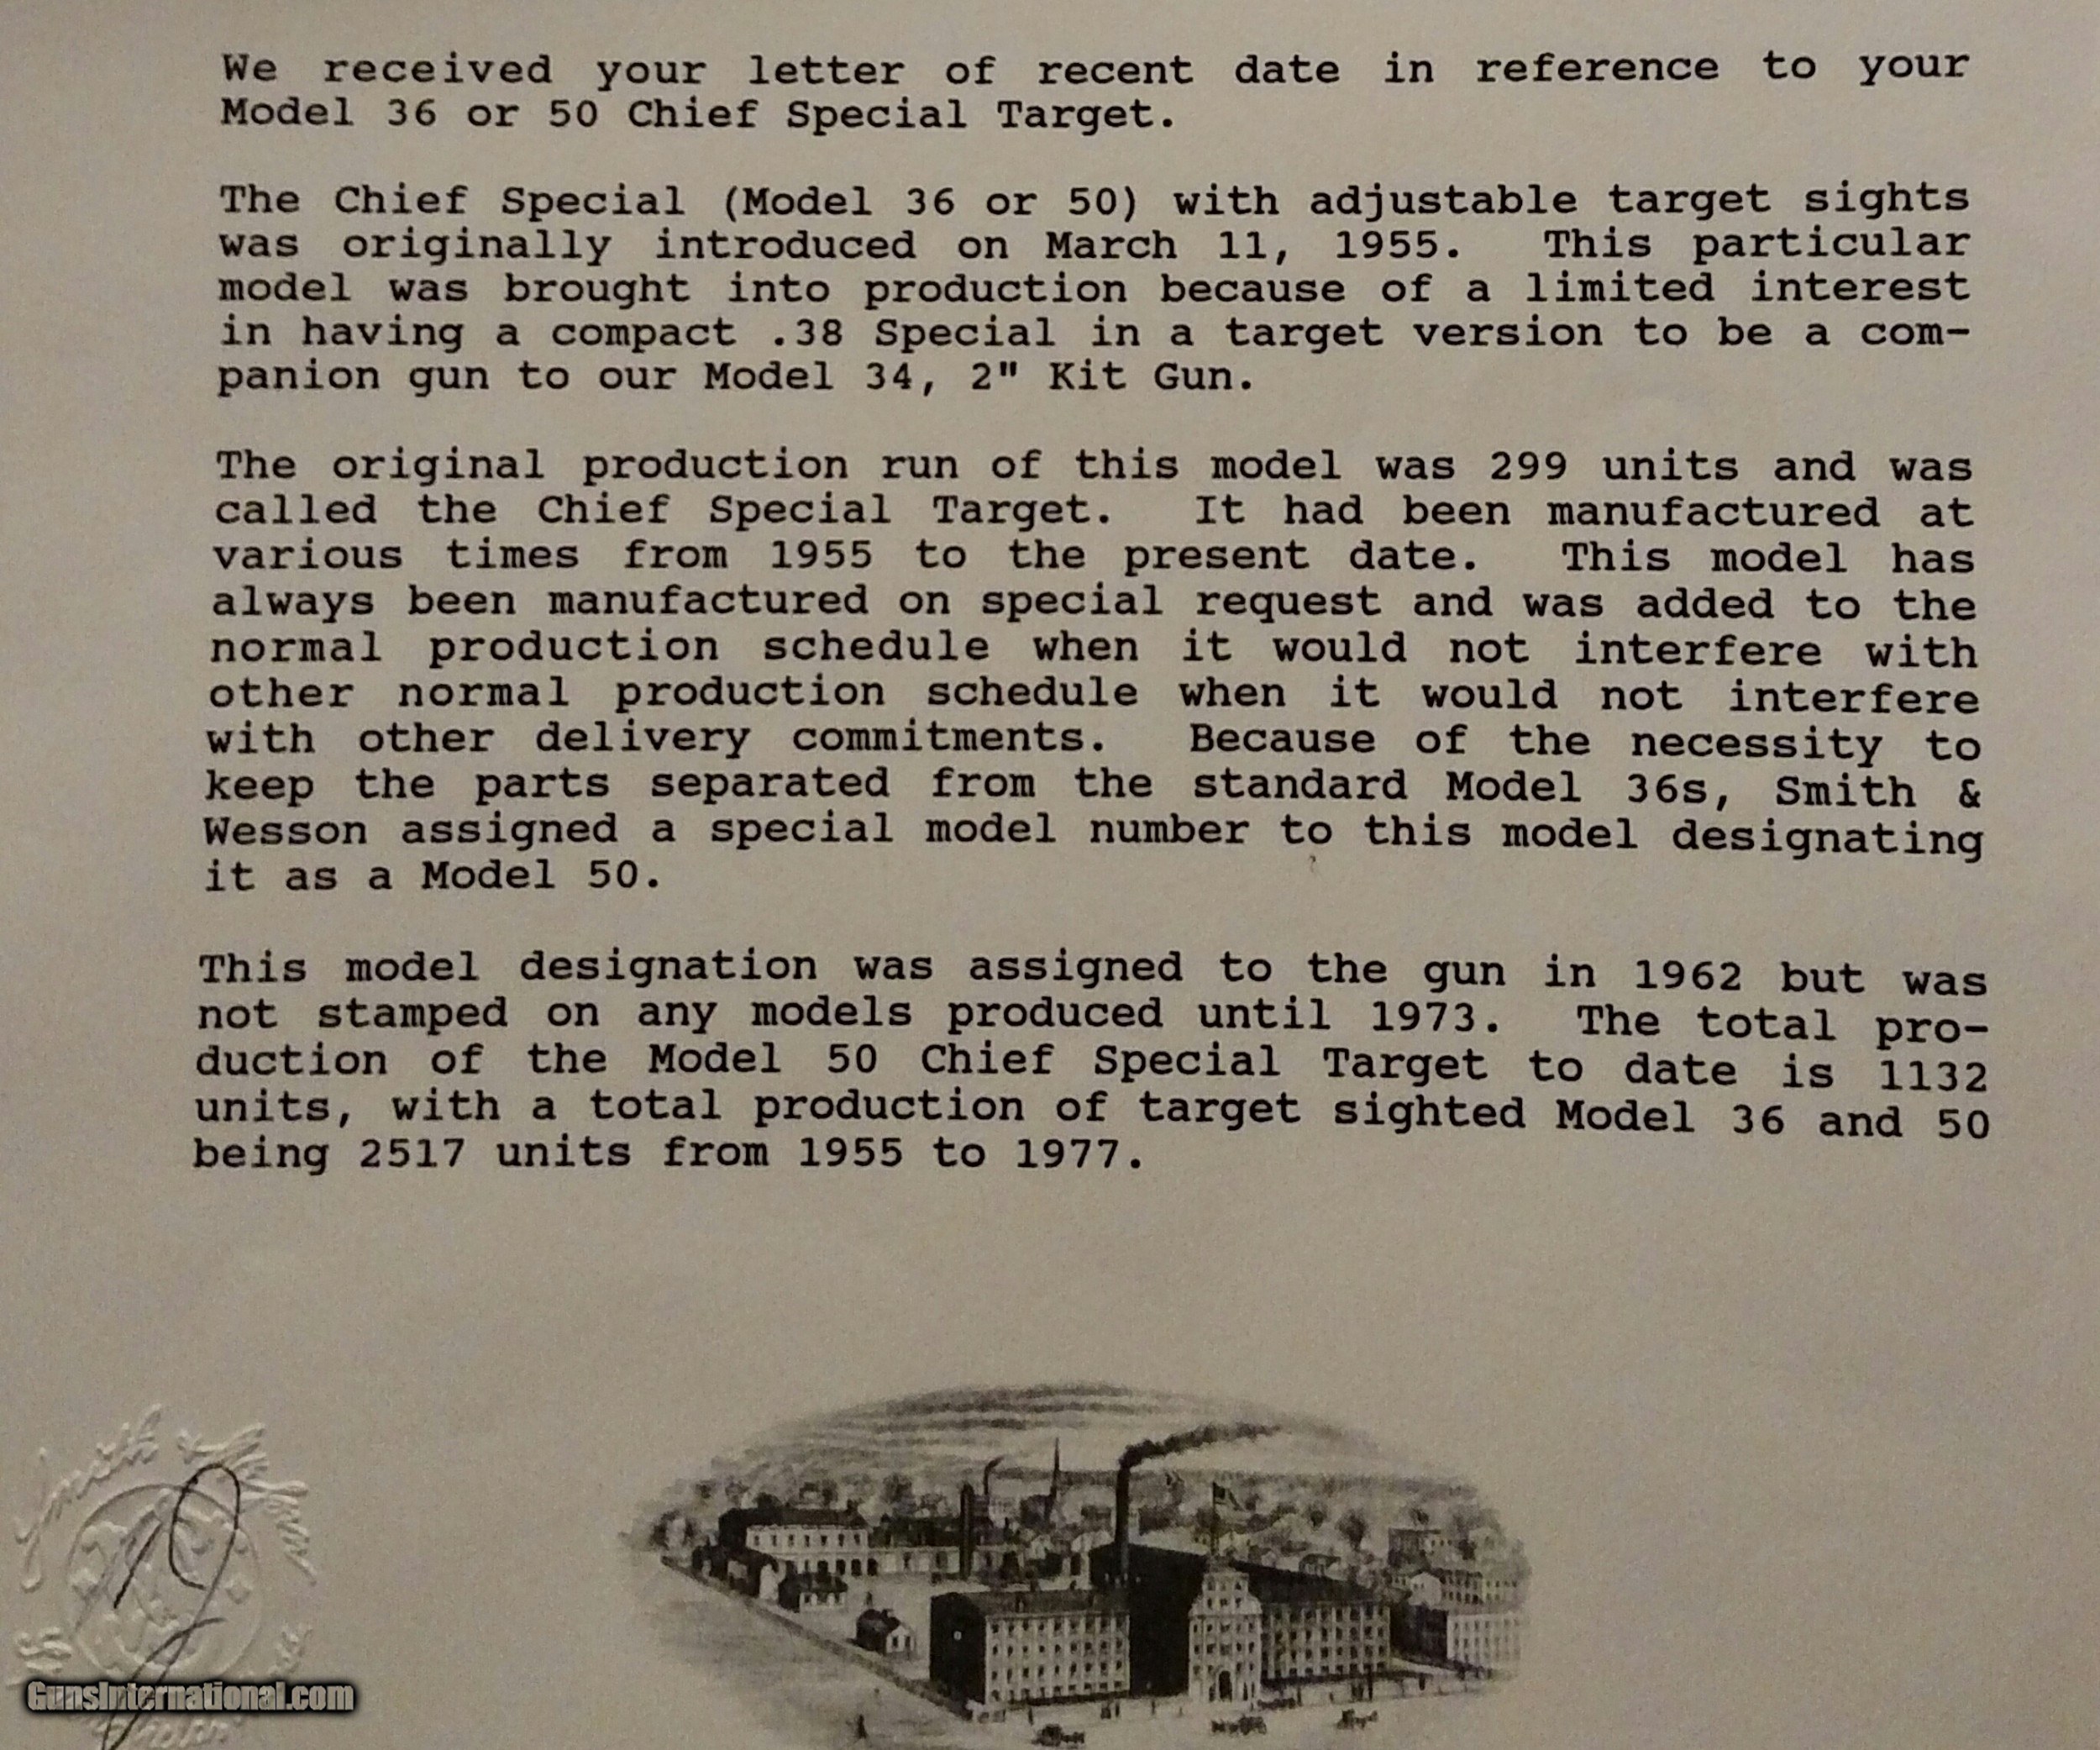 We received your letter of recent date in reference to your
Model 36 or 50 Chief Special Target.
The Chief Special (Model 36 or 50) with adjustable target sights
was originally introduced on March 11, 1955. This particular
model was brought into production because of a limited interest
in having a compact .38 Special in a target version to be a com-
panion gun to our Model 34, 2" Kit Gun.
The original production run of this model was 299 units and was
called the Chief Special Target. It had been manufactured at
various times from 1955 to the present date. This model has
always been manufactured on special request and was added to the
normal production schedule when it would not interfere with
other normal production schedule when it would not interfere
with other delivery commitments. Because of the necessity to
keep the parts separated from the standard Model 36s, Smith &
Wesson assigned a special model number to this model designating
it as a Model 50.
This model designation was assigned to the gun in 1962 but was
not stamped on any models produced until 1973. The total pro-
duction of the Model 50 Chief Special Target to date is 1132
units, with a total production of target sighted Model 36 and 50
being 2517 units from 1955 to 1977.
Smith & Wesson
GunsInternational.com